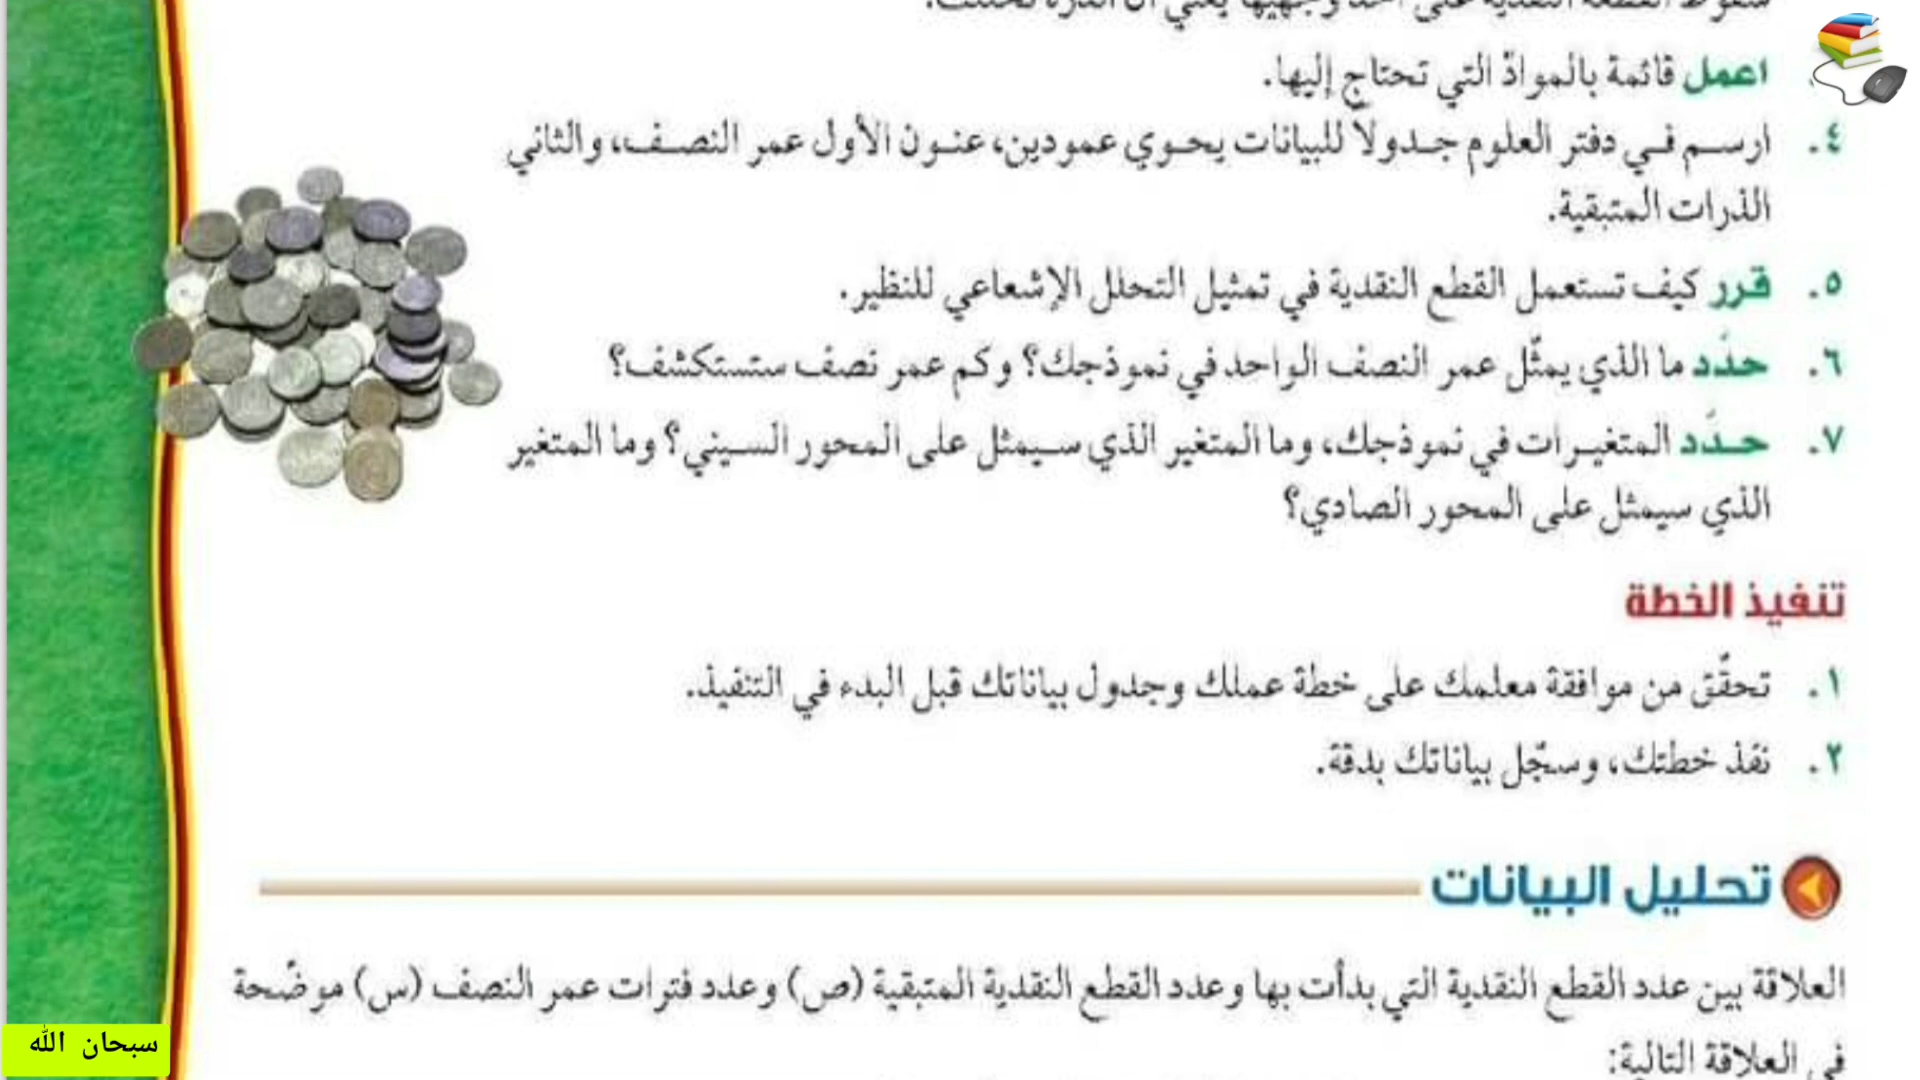 اعمل قائمة بالموادّ التي تحتاج إليها.
٤. ارسم في دفتر العلوم جدولاً للبيانات يحوي عمودين، عنون الأول عمر النصف، والثاني
الذرات المتبقية.
٥. قرر كيف تستعمل القطع النقدية في تمثيل التحلل الإشعاعي للنظير.
٦. حدّد ما الذي يمثّل عمر النصف الواحد في نموذجك؟ وكم عمر نصف ستستكشف؟
٧. حدّد المتغيرات في نموذجك، وما المتغير الذي سيمثل على المحور السيني؟ وما المتغير
الذي سيمثل على المحور الصادي؟
تنفيذ الخطة
١. تحقّق من موافقة معلمك على خطة عملك وجدول بياناتك قبل البدء في التنفيذ.
٢. نفّذ خطتك، وسجّل بياناتك بدقة.
تحليل البيانات
العلاقة بين عدد القطع النقدية التي بدأت بها وعدد القطع النقدية المتبقية (ص) وعدد فترات عمر النصف (س) موضّحة
في العلاقة التالية:
سبحان الله